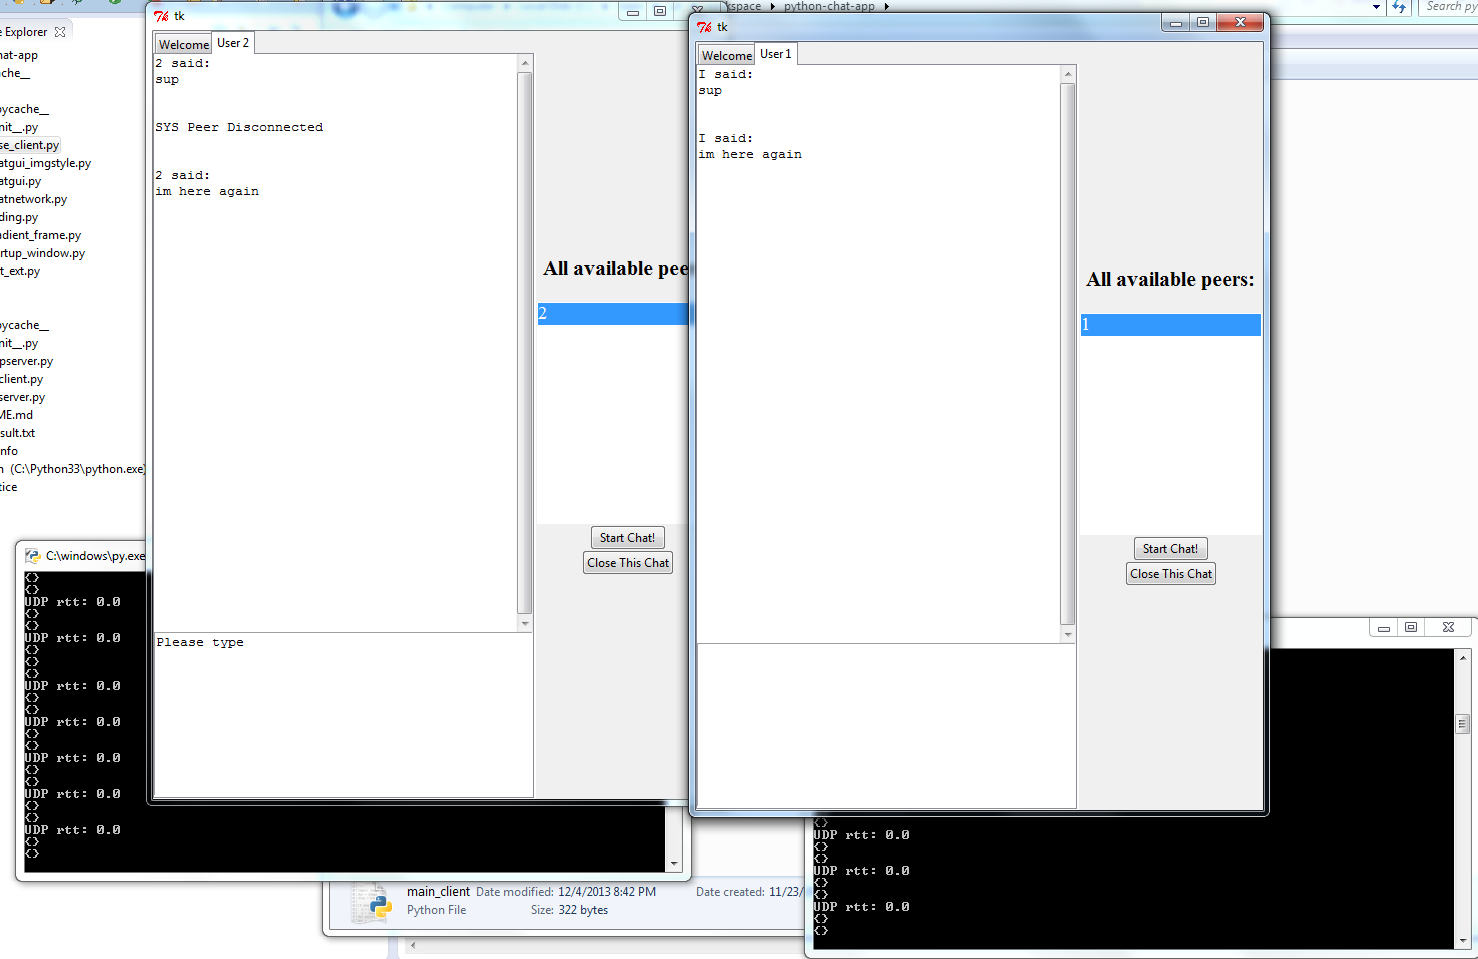 kspace ▸ python-chat-app ▸
Search py
e Explorer
hat-app
ache__
ycache__
nit__.py
se_client.py
atgui_imgstyle.py
atgui.py
atnetwork.py
ding.py
adient_frame.py
rtup_window.py
t_ext.py
ycache__
nit__.py
pserver.py
client.py
server.py
ME.md
sult.txt
nfo
n (C:\Python33\python.exe)
tice
tk
Welcome
User 2
2 said:
sup
SYS Peer Disconnected
2 said:
im here again
All available pee
2
Start Chat!
Close This Chat
Please type
tk
Welcome
User 1
I said:
sup
I said:
im here again
All available peers:
1
Start Chat!
Close This Chat
C:\windows\py.exe
{}
{}
UDP rtt: 0.0
{}
{}
UDP rtt: 0.0
{}
{}
{}
UDP rtt: 0.0
{}
{}
UDP rtt: 0.0
{}
{}
UDP rtt: 0.0
{}
{}
UDP rtt: 0.0
{}
{}
UDP rtt: 0.0
{}
{}
{}
UDP rtt: 0.0
{}
{}
UDP rtt: 0.0
{}
{}
UDP rtt: 0.0
{}
{}
main_client Date modified: 12/4/2013 8:42 PM Date created: 11/23/
Python File Size: 322 bytes